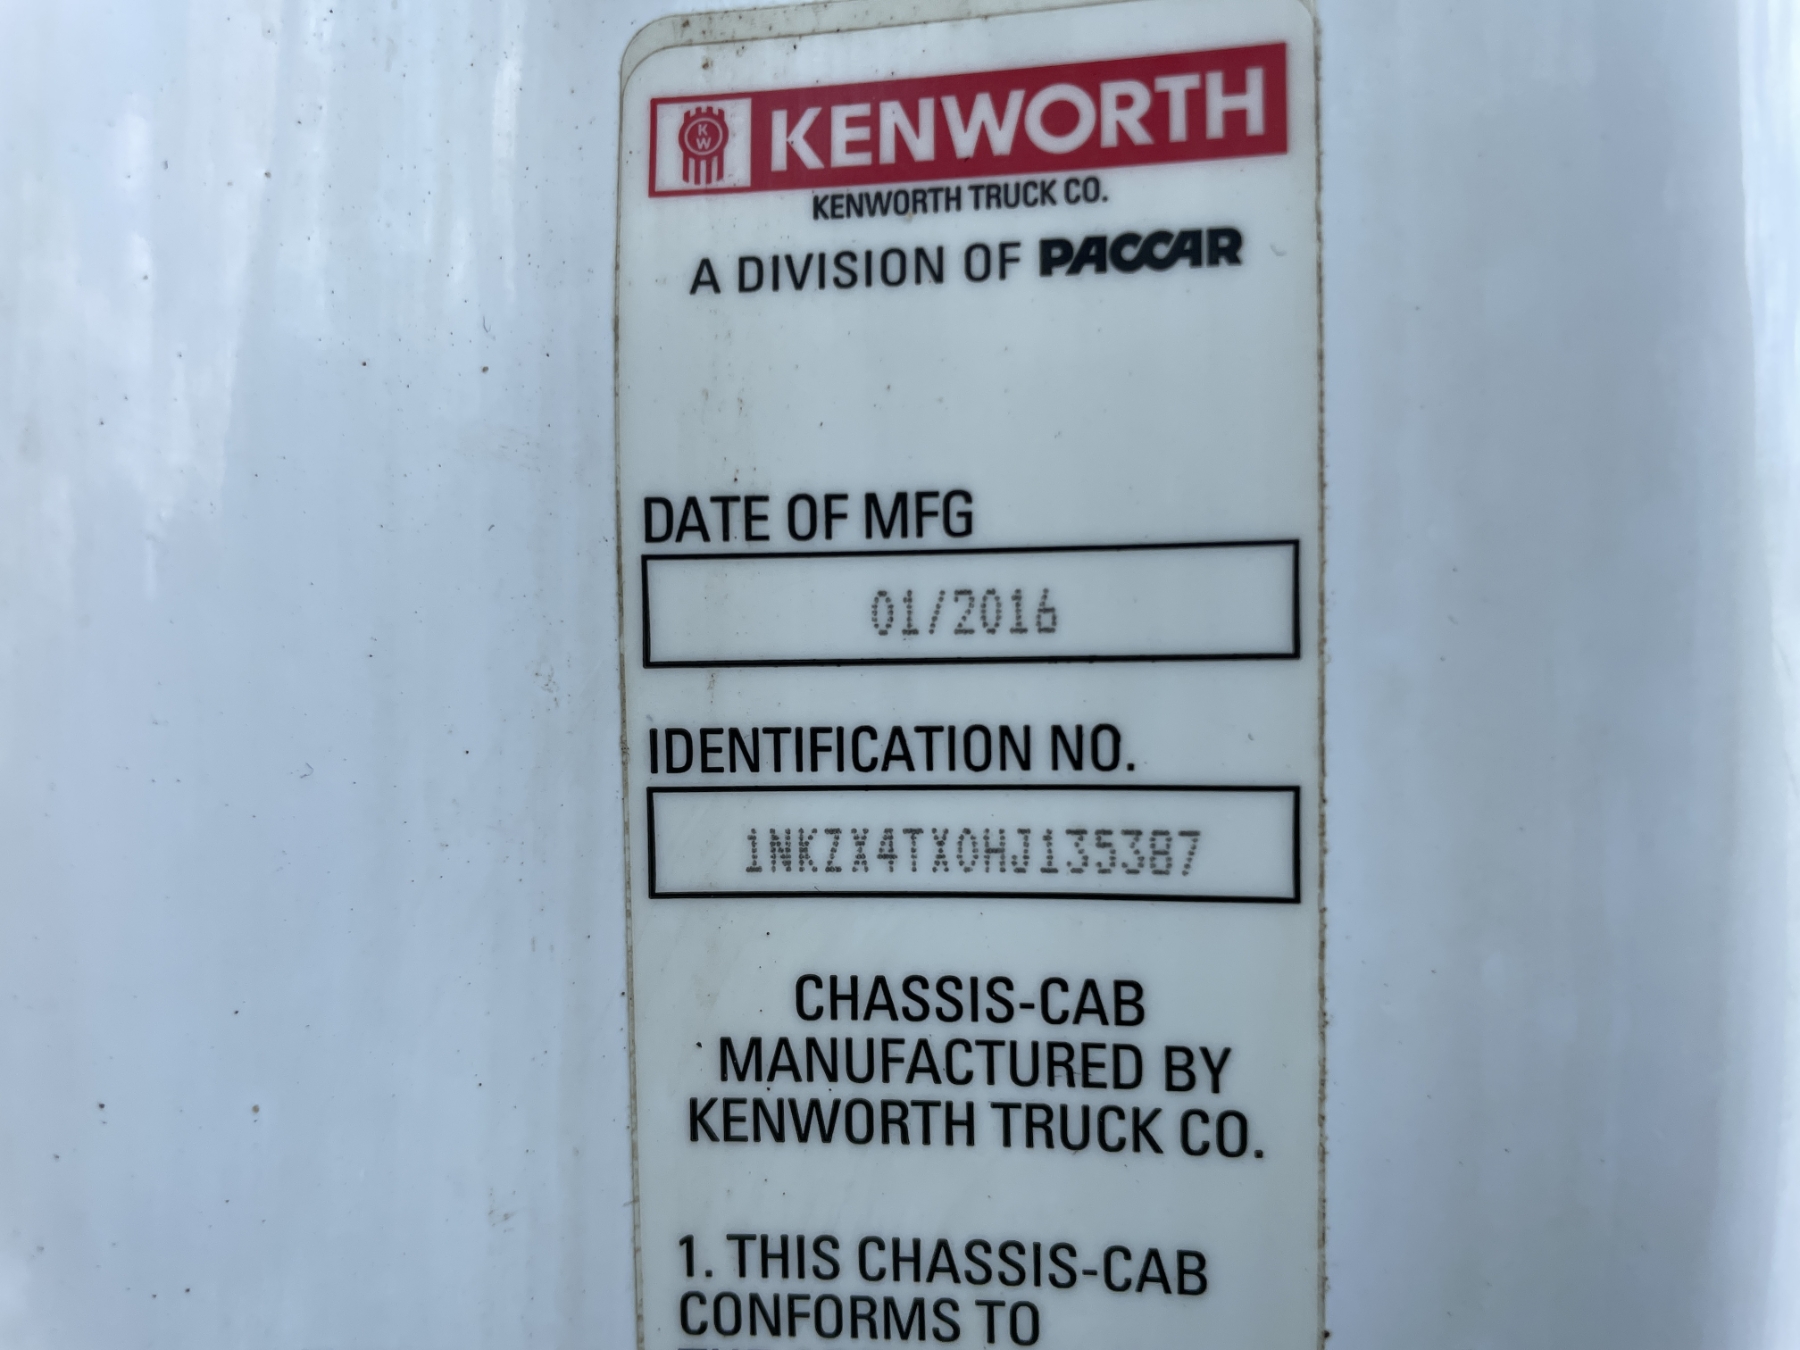 KW KENWORTH
KENWORTH TRUCK CO.
A DIVISION OF PACCAR
DATE OF MFG
01/2016
IDENTIFICATION NO.
1NKZX4TX0HJ135387
CHASSIS-CAB
MANUFACTURED BY
KENWORTH TRUCK CO.
1. THIS CHASSIS-CAB
CONFORMS TO